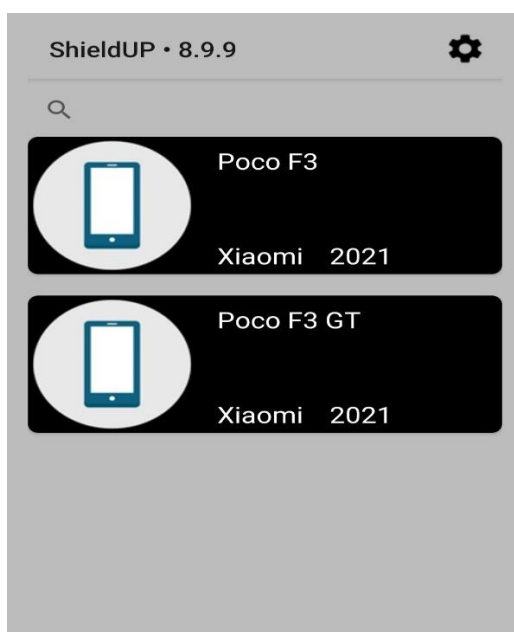 ShieldUP • 8.9.9
Poco F3
Xiaomi 2021
Poco F3 GT
Xiaomi 2021